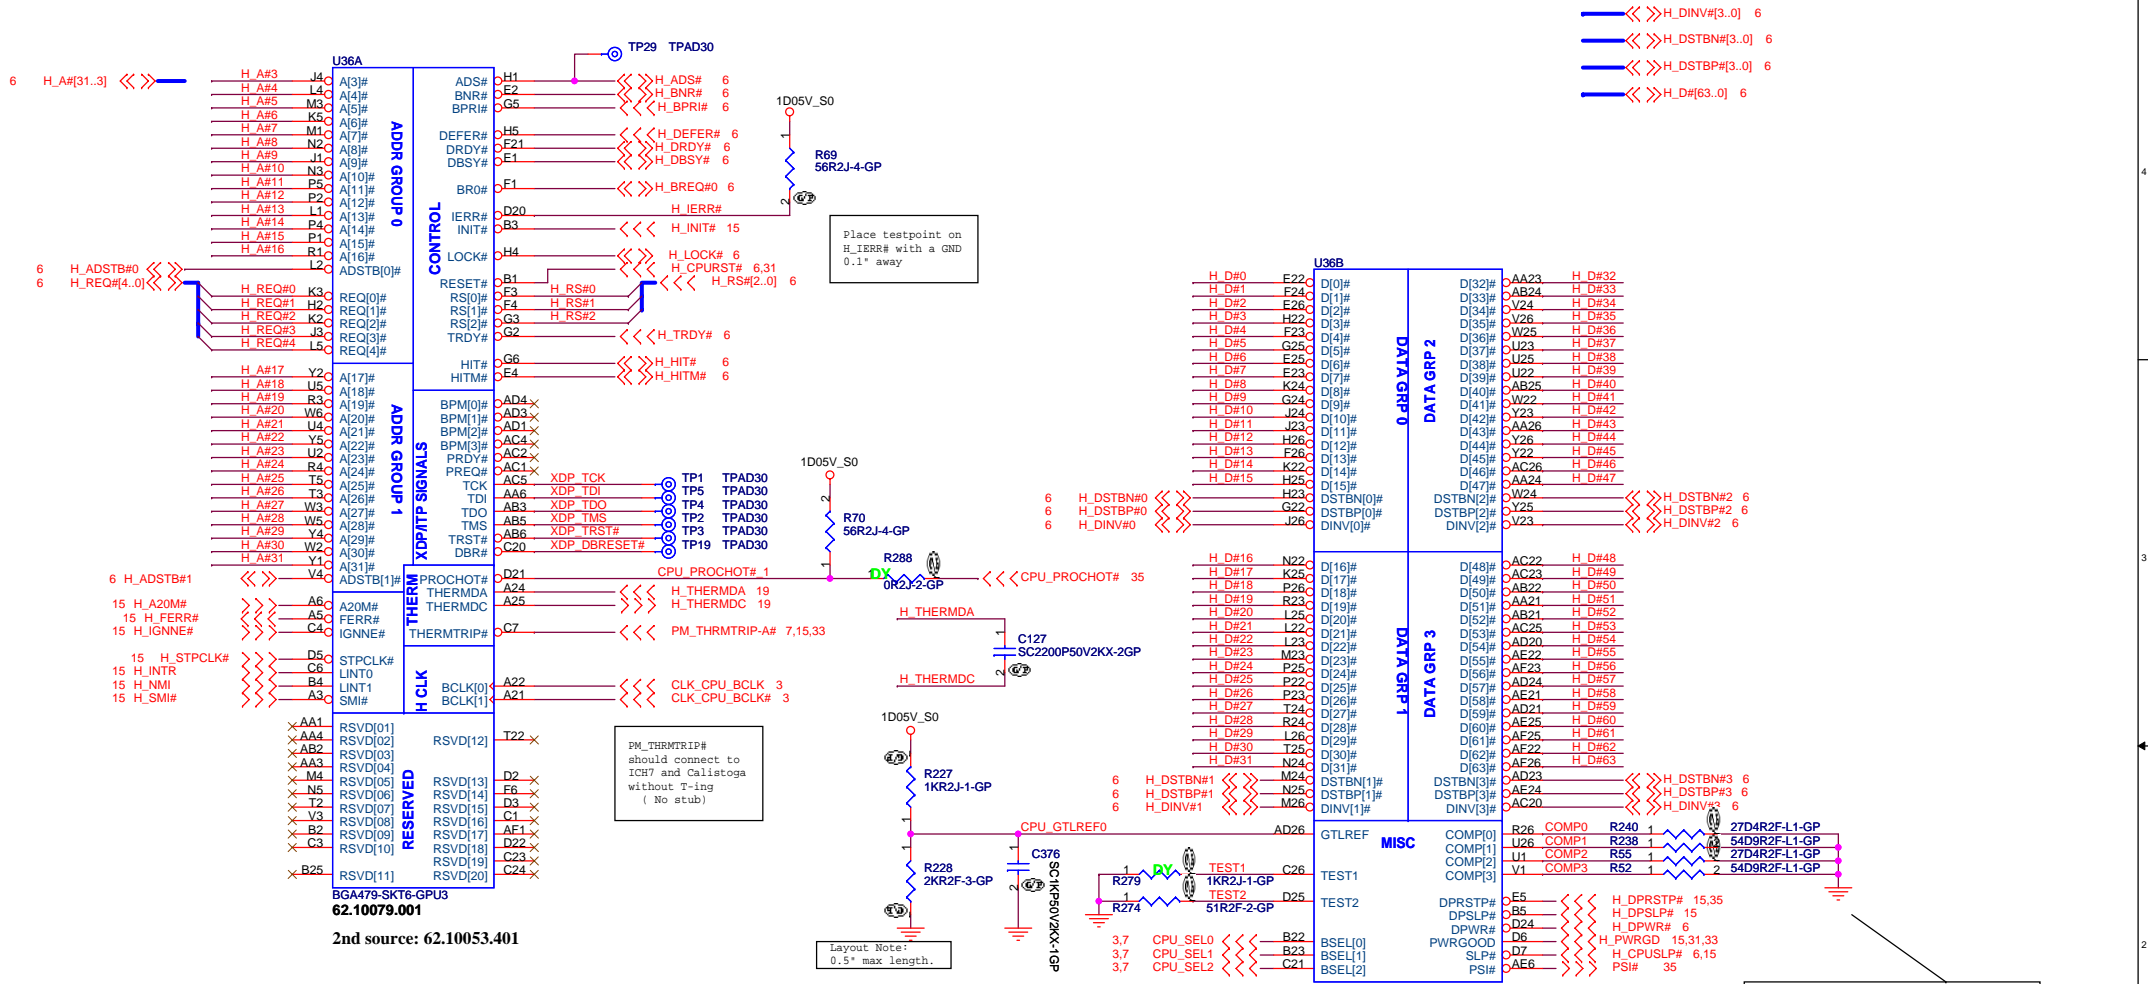 H_DINV#[3..0] 6
H_DSTBN#[3..0] 6
H_DSTBP#[3..0] 6
H_D#[63..0] 6
TP29 TPAD30
U36A
6 H_A#[31..3]
H_A#3 J4 A[3]# ADS# H1 H_ADS# 6
H_A#4 L4 A[4]# BNR# E2 H_BNR# 6
H_A#5 M3 A[5]# BPRI# G5 H_BPRI# 6
H_A#6 K5 A[6]#
H_A#7 M1 A[7]# DEFER# H5 H_DEFER# 6
H_A#8 N2 A[8]# DRDY# F21 H_DRDY# 6
H_A#9 J1 A[9]# DBSY# E1 H_DBSY# 6
H_A#10 N3 A[10]#
H_A#11 P5 A[11]# BR0# F1 H_BREQ#0 6
H_A#12 P2 A[12]#
H_A#13 L1 A[13]# IERR# D20 H_IERR#
H_A#14 P4 A[14]# INIT# B3 H_INIT# 15
H_A#15 P1 A[15]#
H_A#16 R1 A[16]# LOCK# H4 H_LOCK# 6
6 H_ADSTB#0 L2 ADSTB[0]# H_CPURST# 6,31
6 H_REQ#[4..0] RESET# B1 H_RS#[2..0] 6
H_REQ#0 K3 REQ[0]# RS[0]# F3 H_RS#0
H_REQ#1 H2 REQ[1]# RS[1]# F4 H_RS#1
H_REQ#2 K2 REQ[2]# RS[2]# G3 H_RS#2
H_REQ#3 J3 REQ[3]# TRDY# G2 H_TRDY# 6
H_REQ#4 L5 REQ[4]#
HIT# G6 H_HIT# 6
H_A#17 Y2 A[17]# HITM# E4 H_HITM# 6
H_A#18 U5 A[18]#
H_A#19 R3 A[19]# BPM[0]# AD4
H_A#20 W6 A[20]# BPM[1]# AD3
H_A#21 U4 A[21]# BPM[2]# AD1
H_A#22 Y5 A[22]# BPM[3]# AC4
H_A#23 U2 A[23]# PRDY# AC2
H_A#24 R4 A[24]# PREQ# AC1
H_A#25 T5 A[25]# TCK AC5 XDP_TCK TP1 TPAD30
H_A#26 T3 A[26]# TDI AA6 XDP_TDI TP5 TPAD30
H_A#27 W3 A[27]# TDO AB3 XDP_TDO TP4 TPAD30
H_A#28 W5 A[28]# TMS AB5 XDP_TMS TP2 TPAD30
H_A#29 Y4 A[29]# TRST# AB6 XDP_TRST# TP3 TPAD30
H_A#30 W2 A[30]# DBR# C20 XDP_DBRESET# TP19 TPAD30
H_A#31 Y1 A[31]#
6 H_ADSTB#1 V4 ADSTB[1]# PROCHOT# D21 CPU_PROCHOT#_1
THERMDA A24 H_THERMDA 19
15 H_A20M# A6 A20M# THERMDC A25 H_THERMDC 19
15 H_FERR# A5 FERR#
15 H_IGNNE# C4 IGNNE# THERMTRIP# C7 PM_THRMTRIP-A# 7,15,33
15 H_STPCLK# D5 STPCLK#
15 H_INTR C6 LINT0
15 H_NMI B4 LINT1 BCLK[0] A22 CLK_CPU_BCLK 3
15 H_SMI# A3 SMI# BCLK[1] A21 CLK_CPU_BCLK# 3
AA1 RSVD[01]
AA4 RSVD[02] RSVD[12] T22
AB2 RSVD[03]
AA3 RSVD[04]
M4 RSVD[05] RSVD[13] D2
N5 RSVD[06] RSVD[14] F6
T2 RSVD[07] RSVD[15] D3
V3 RSVD[08] RSVD[16] C1
B2 RSVD[09] RSVD[17] AF1
C3 RSVD[10] RSVD[18] D22
RSVD[19] C23
B25 RSVD[11] RSVD[20] C24
ADDR GROUP 0
CONTROL
ADDR GROUP 1
XDP/ITP SIGNALS
THERM
H CLK
RESERVED
BGA479-SKT6-GPU3
62.10079.001
2nd source: 62.10053.401
1D05V_S0
1
R69
56R2J-4-GP
2
Place testpoint on
H_IERR# with a GND
0.1" away
1D05V_S0
2
R70
56R2J-4-GP
1
R288
DY
0R2J-2-GP
CPU_PROCHOT# 35
H_THERMDA
1
C127
SC2200P50V2KX-2GP
2
H_THERMDC
PM_THRMTRIP#
should connect to
ICH7 and Calistoga
without T-ing
( No stub)
1D05V_S0
R227
1KR2J-1-GP
1
CPU_GTLREF0
1
R228
2KR2F-3-GP
1
C376
2
SC1KP50V2KX-1GP
Layout Note:
0.5" max length.
U36B
H_D#0 E22 D[0]# D[32]# AA23 H_D#32
H_D#1 F24 D[1]# D[33]# AB24 H_D#33
H_D#2 E26 D[2]# D[34]# V24 H_D#34
H_D#3 H22 D[3]# D[35]# V26 H_D#35
H_D#4 F23 D[4]# D[36]# W25 H_D#36
H_D#5 G25 D[5]# D[37]# U23 H_D#37
H_D#6 E25 D[6]# D[38]# U25 H_D#38
H_D#7 E23 D[7]# D[39]# U22 H_D#39
H_D#8 K24 D[8]# D[40]# AB25 H_D#40
H_D#9 G24 D[9]# D[41]# W22 H_D#41
H_D#10 J24 D[10]# D[42]# Y23 H_D#42
H_D#11 J23 D[11]# D[43]# AA26 H_D#43
H_D#12 H26 D[12]# D[44]# Y26 H_D#44
H_D#13 F26 D[13]# D[45]# Y22 H_D#45
H_D#14 K22 D[14]# D[46]# AC26 H_D#46
H_D#15 H25 D[15]# D[47]# AA24 H_D#47
6 H_DSTBN#0 H23 DSTBN[0]# DSTBN[2]# W24 H_DSTBN#2 6
6 H_DSTBP#0 G22 DSTBP[0]# DSTBP[2]# Y25 H_DSTBP#2 6
6 H_DINV#0 J26 DINV[0]# DINV[2]# V23 H_DINV#2 6
H_D#16 N22 D[16]# D[48]# AC22 H_D#48
H_D#17 K25 D[17]# D[49]# AC23 H_D#49
H_D#18 P26 D[18]# D[50]# AB22 H_D#50
H_D#19 R23 D[19]# D[51]# AA21 H_D#51
H_D#20 L25 D[20]# D[52]# AB21 H_D#52
H_D#21 L22 D[21]# D[53]# AC25 H_D#53
H_D#22 L23 D[22]# D[54]# AD20 H_D#54
H_D#23 M23 D[23]# D[55]# AE22 H_D#55
H_D#24 P25 D[24]# D[56]# AF23 H_D#56
H_D#25 P22 D[25]# D[57]# AD24 H_D#57
H_D#26 P23 D[26]# D[58]# AE21 H_D#58
H_D#27 T24 D[27]# D[59]# AD21 H_D#59
H_D#28 R24 D[28]# D[60]# AE25 H_D#60
H_D#29 L26 D[29]# D[61]# AF25 H_D#61
H_D#30 T25 D[30]# D[62]# AF22 H_D#62
H_D#31 N24 D[31]# D[63]# AF26 H_D#63
6 H_DSTBN#1 M24 DSTBN[1]# DSTBN[3]# AD23 H_DSTBN#3 6
6 H_DSTBP#1 N25 DSTBP[1]# DSTBP[3]# AE24 H_DSTBP#3 6
6 H_DINV#1 M26 DINV[1]# DINV[3]# AC20 H_DINV#3 6
AD26 GTLREF COMP[0] R26 COMP0 R240 1 27D4R2F-L1-GP
COMP[1] U26 COMP1 R238 1 54D9R2F-L1-GP
COMP[2] U1 COMP2 R55 1 27D4R2F-L1-GP
COMP[3] V1 COMP3 R52 1 2 54D9R2F-L1-GP
1 DY TEST1 C26 TEST1
R279 1KR2J-1-GP
1 TEST2 D25 TEST2
R274 51R2F-2-GP
DPRSTP# E5 H_DPRSTP# 15,35
DPSLP# B5 H_DPSLP# 15
DPWR# D24 H_DPWR# 6
3,7 CPU_SEL0 B22 BSEL[0] PWRGOOD D6 H_PWRGD 15,31,33
3,7 CPU_SEL1 B23 BSEL[1] SLP# D7 H_CPUSLP# 6,15
3,7 CPU_SEL2 C21 BSEL[2] PSI# AE6 PSI# 35
DATA GRP 0
DATA GRP 2
DATA GRP 1
DATA GRP 3
MISC
4
3
2